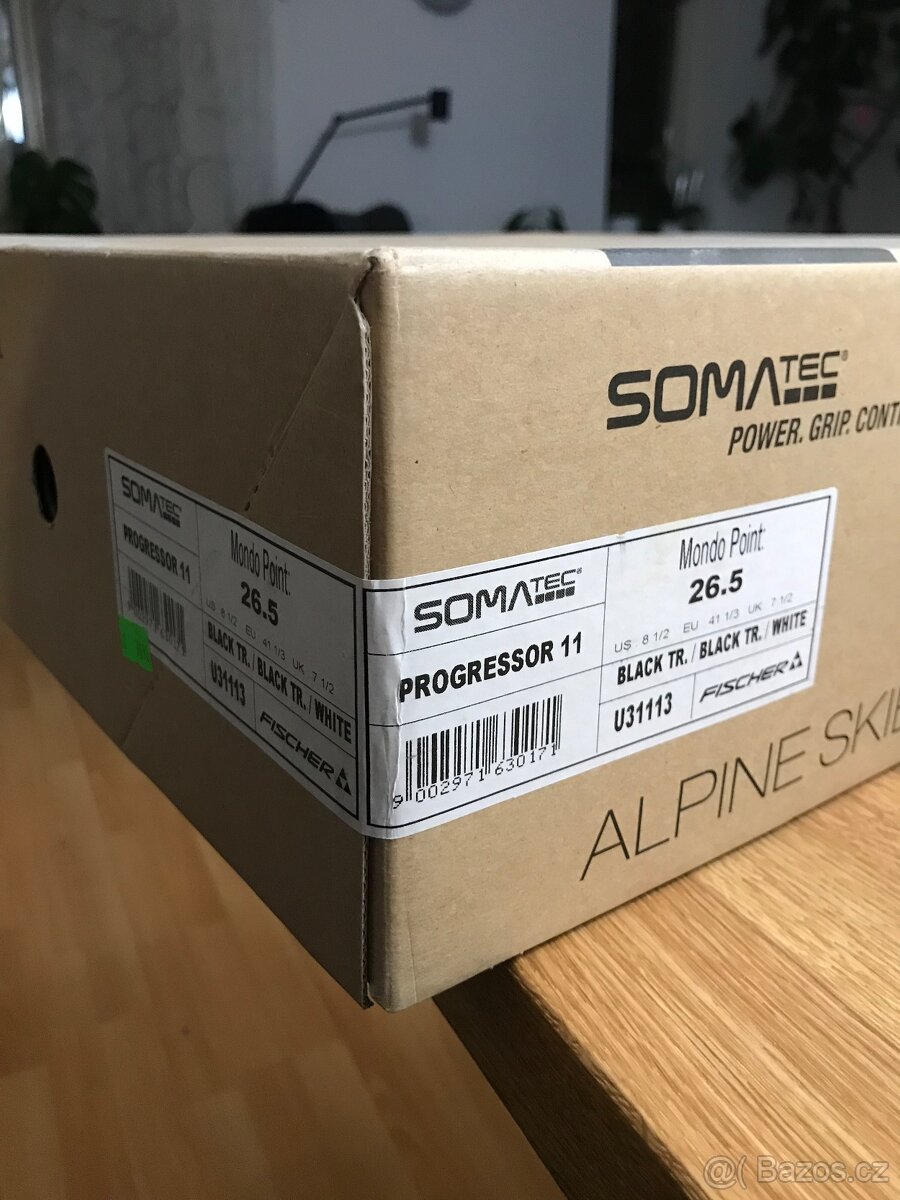 SOMATEC®
POWER. GRIP.
SOMATEC®
PROGRESSOR 11
Mondo Point:
26.5
US 8 1/2 EU 41 1/3 UK 7 1/2
BLACK TR. / BLACK TR. / WHITE
U31113
FISCHER
SOMATEC®
PROGRESSOR 11
9 002971 630171
Mondo Point:
26.5
US: 8 1/2 EU 41 1/3 UK: 7 1/2
BLACK TR. / BLACK TR. / WHITE
U31113
FISCHER
ALPINE
@( Bazos.cz